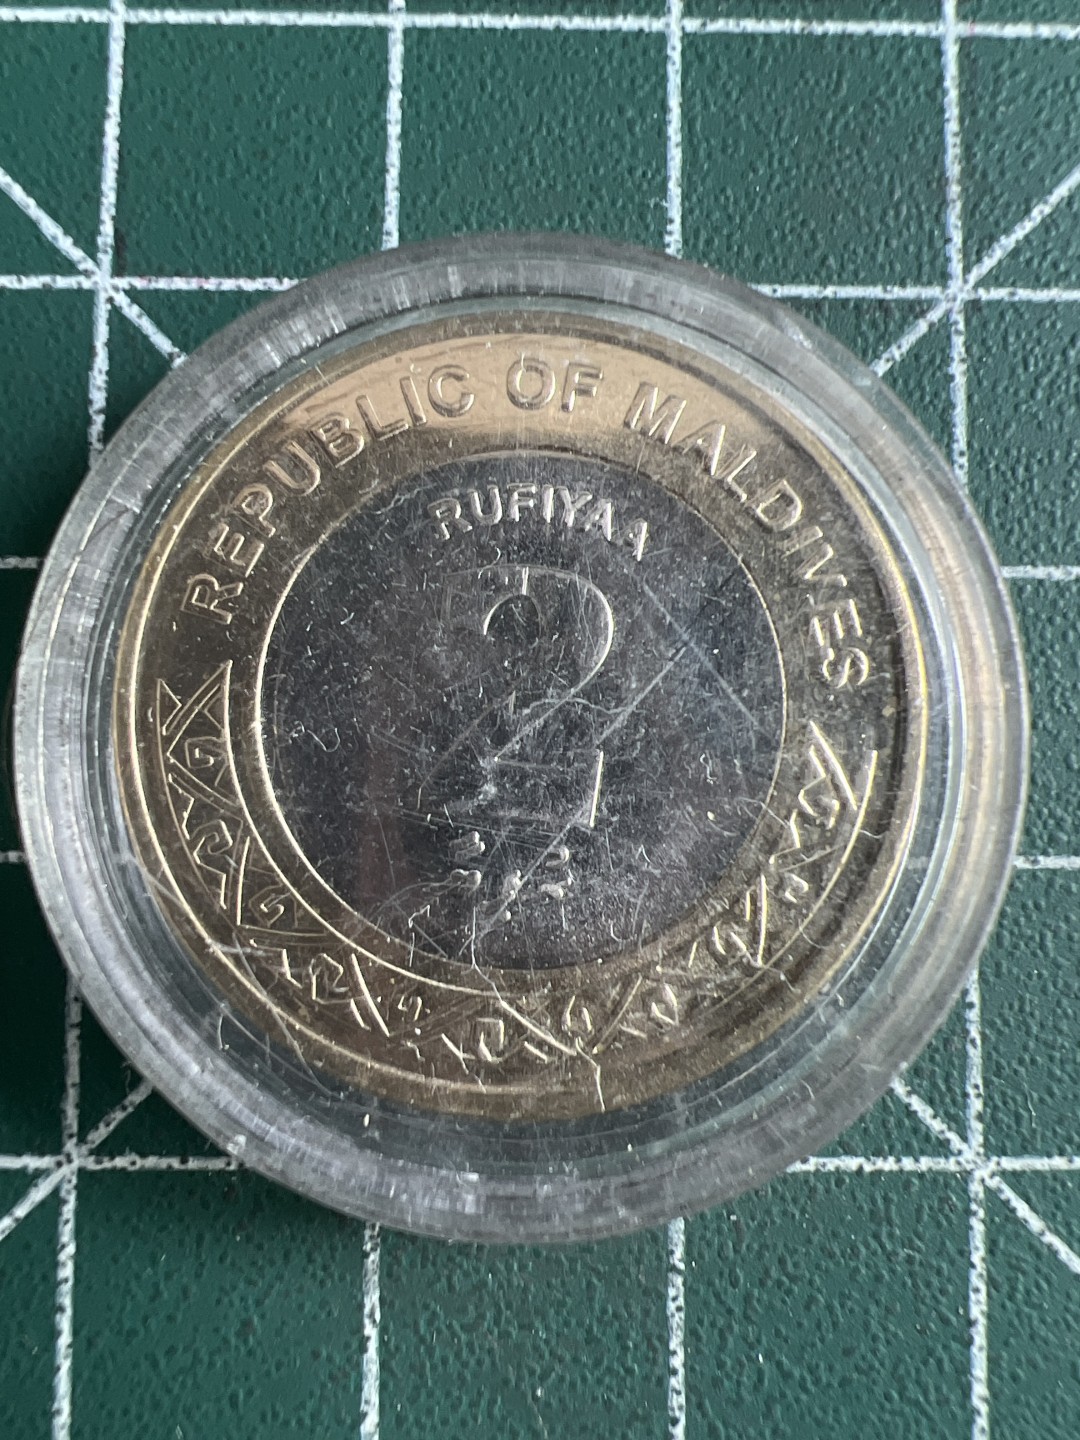 REPUBLIC OF MALDIVES
RUFIYAA
2